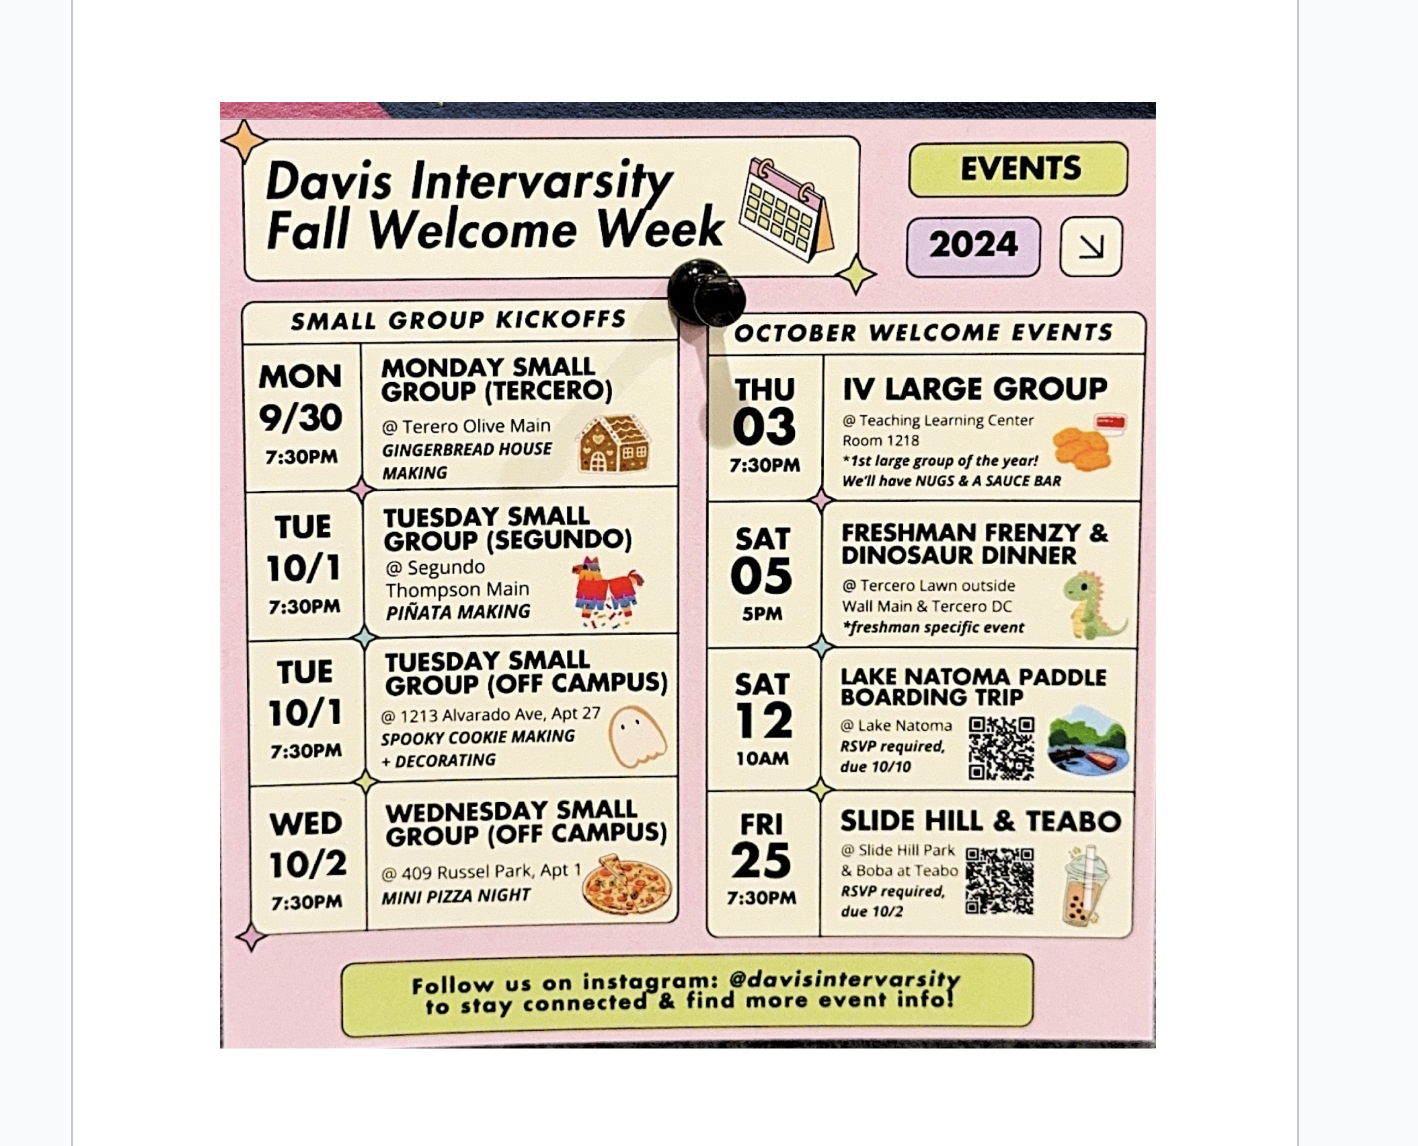 Davis Intervarsity
Fall Welcome Week
EVENTS
2024
SMALL GROUP KICKOFFS
MON
9/30
7:30PM
MONDAY SMALL
GROUP (TERCERO)
@ Terero Olive Main
GINGERBREAD HOUSE
MAKING
TUE
10/1
7:30PM
TUESDAY SMALL
GROUP (SEGUNDO)
@ Segundo
Thompson Main
PIÑATA MAKING
TUE
10/1
7:30PM
TUESDAY SMALL
GROUP (OFF CAMPUS)
@ 1213 Alvarado Ave, Apt 27
SPOOKY COOKIE MAKING
+ DECORATING
WED
10/2
7:30PM
WEDNESDAY SMALL
GROUP (OFF CAMPUS)
@ 409 Russel Park, Apt 1
MINI PIZZA NIGHT
OCTOBER WELCOME EVENTS
THU
03
7:30PM
IV LARGE GROUP
@ Teaching Learning Center
Room 1218
*1st large group of the year!
We'll have NUGS & A SAUCE BAR
SAT
05
5PM
FRESHMAN FRENZY &
DINOSAUR DINNER
@ Tercero Lawn outside
Wall Main & Tercero DC
*freshman specific event
SAT
12
10AM
LAKE NATOMA PADDLE
BOARDING TRIP
@ Lake Natoma
RSVP required,
due 10/10
FRI
25
7:30PM
SLIDE HILL & TEABO
@ Slide Hill Park
& Boba at Teabo
RSVP required,
due 10/2
Follow us on instagram: @davisintervarsity
to stay connected & find more event info!